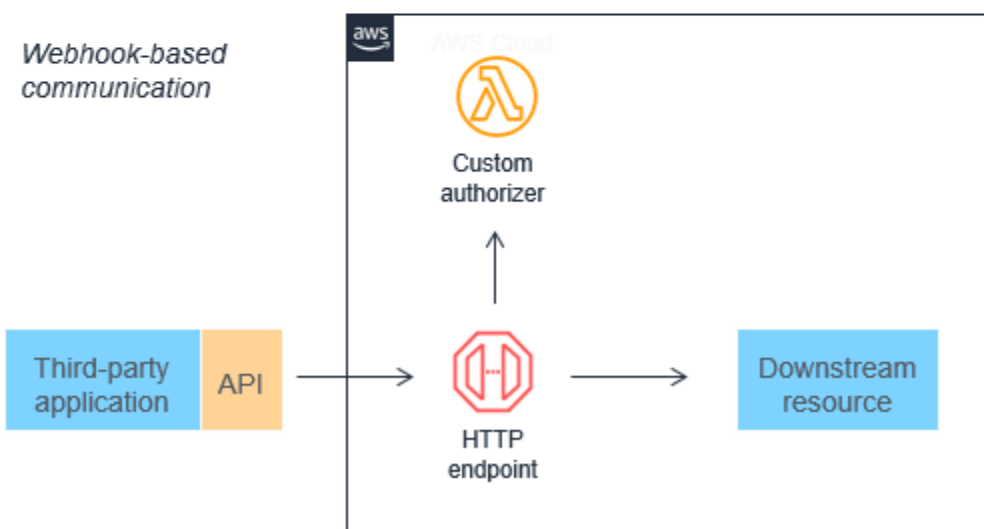 Webhook-based
communication
aws
AWS Cloud
Custom
authorizer
Third-party
application
API
HTTP
endpoint
Downstream
resource